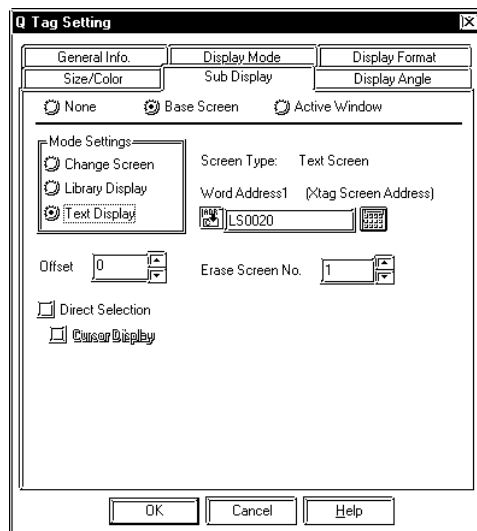 Q Tag Setting
General Info. Display Mode Display Format
Size/Color Sub Display Display Angle
None Base Screen Active Window
Mode Settings
Change Screen
Library Display
Text Display
Screen Type: Text Screen
Word Address1 (Xtag Screen Address)
LS0020
Offset 0
Erase Screen No. 1
Direct Selection
Cursor Display
OK Cancel Help